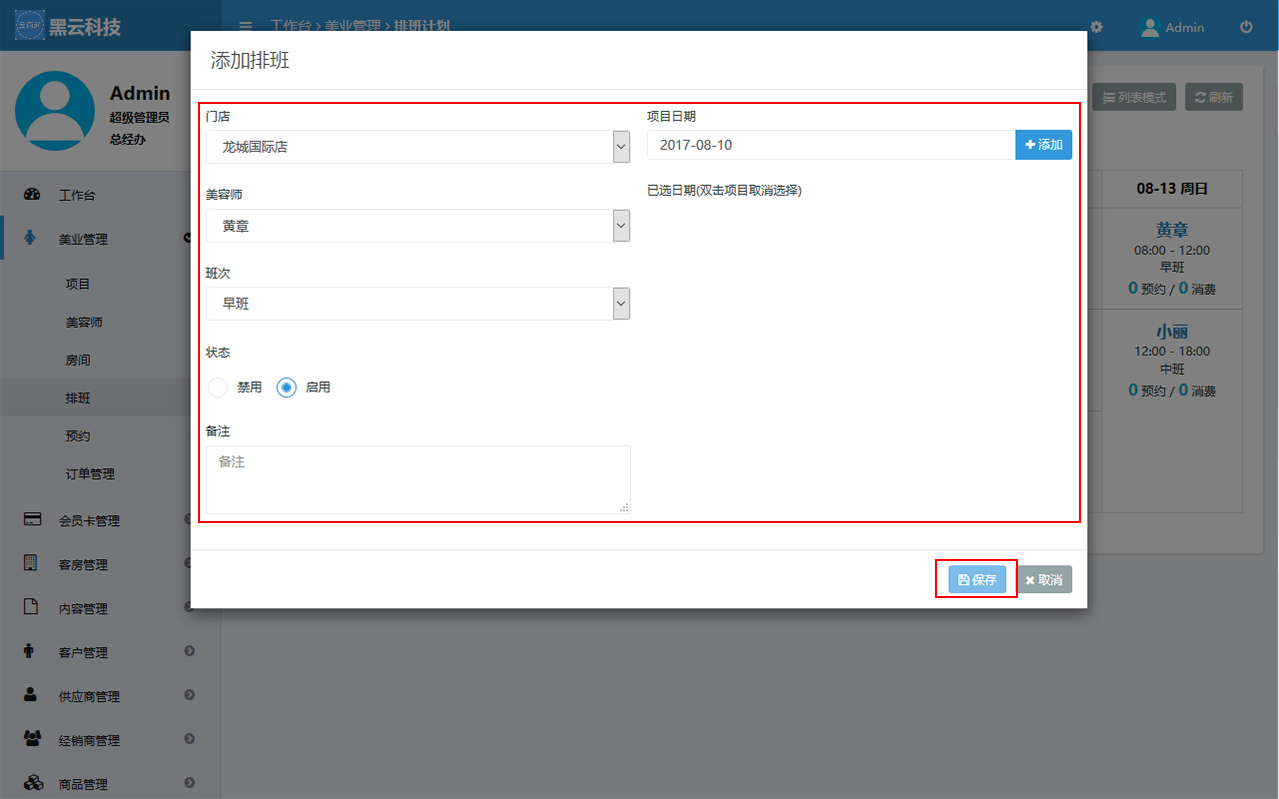 黑云科技
工作台 > 美业管理 > 排班计划
Admin
Admin
超级管理员
总经办
工作台
美业管理
项目
美容师
房间
排班
预约
订单管理
会员卡管理
客房管理
内容管理
客户管理
供应商管理
经销商管理
商品管理
添加排班
门店
龙城国际店
美容师
黄章
班次
早班
状态
禁用 启用
备注
备注
项目日期
2017-08-10 添加
已选日期(双击项目取消选择)
保存 取消
列表模式 刷新
08-13 周日
黄章
08:00 - 12:00
早班
0 预约 / 0 消费
小丽
12:00 - 18:00
中班
0 预约 / 0 消费